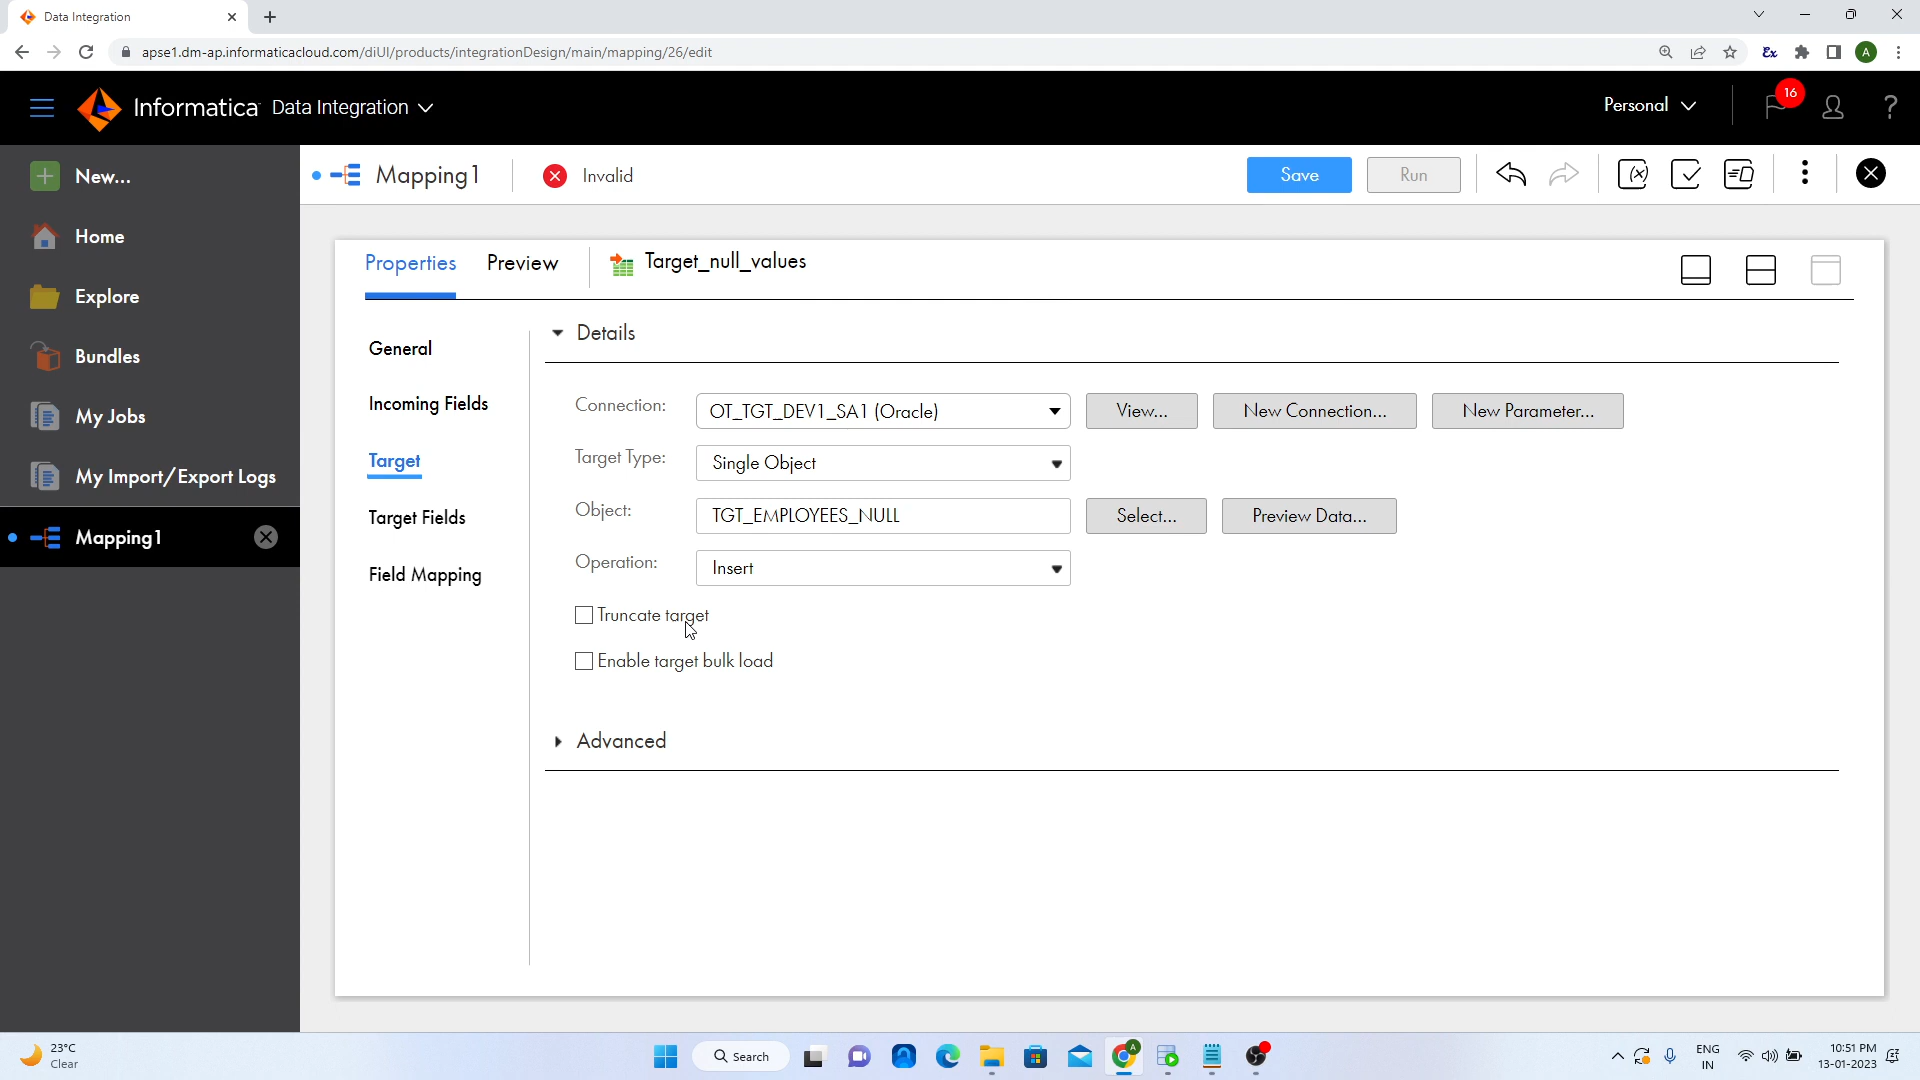 Data Integration
apse1.dm-ap.informaticacloud.com/diUI/products/integrationDesign/main/mapping/26/edit
Ex
A
Informatica Data Integration
Personal
16
?
New...
Home
Explore
Bundles
My Jobs
My Import/Export Logs
Mapping1
Mapping1
Invalid
Save
Run
(x)
Properties
Preview
Target_null_values
General
Incoming Fields
Target
Target Fields
Field Mapping
Details
Connection:
OT_TGT_DEV1_SA1 (Oracle)
View...
New Connection...
New Parameter...
Target Type:
Single Object
Object:
TGT_EMPLOYEES_NULL
Select...
Preview Data...
Operation:
Insert
Truncate target
Enable target bulk load
Advanced
23°C
Clear
Search
A
ENG
IN
10:51 PM
13-01-2023